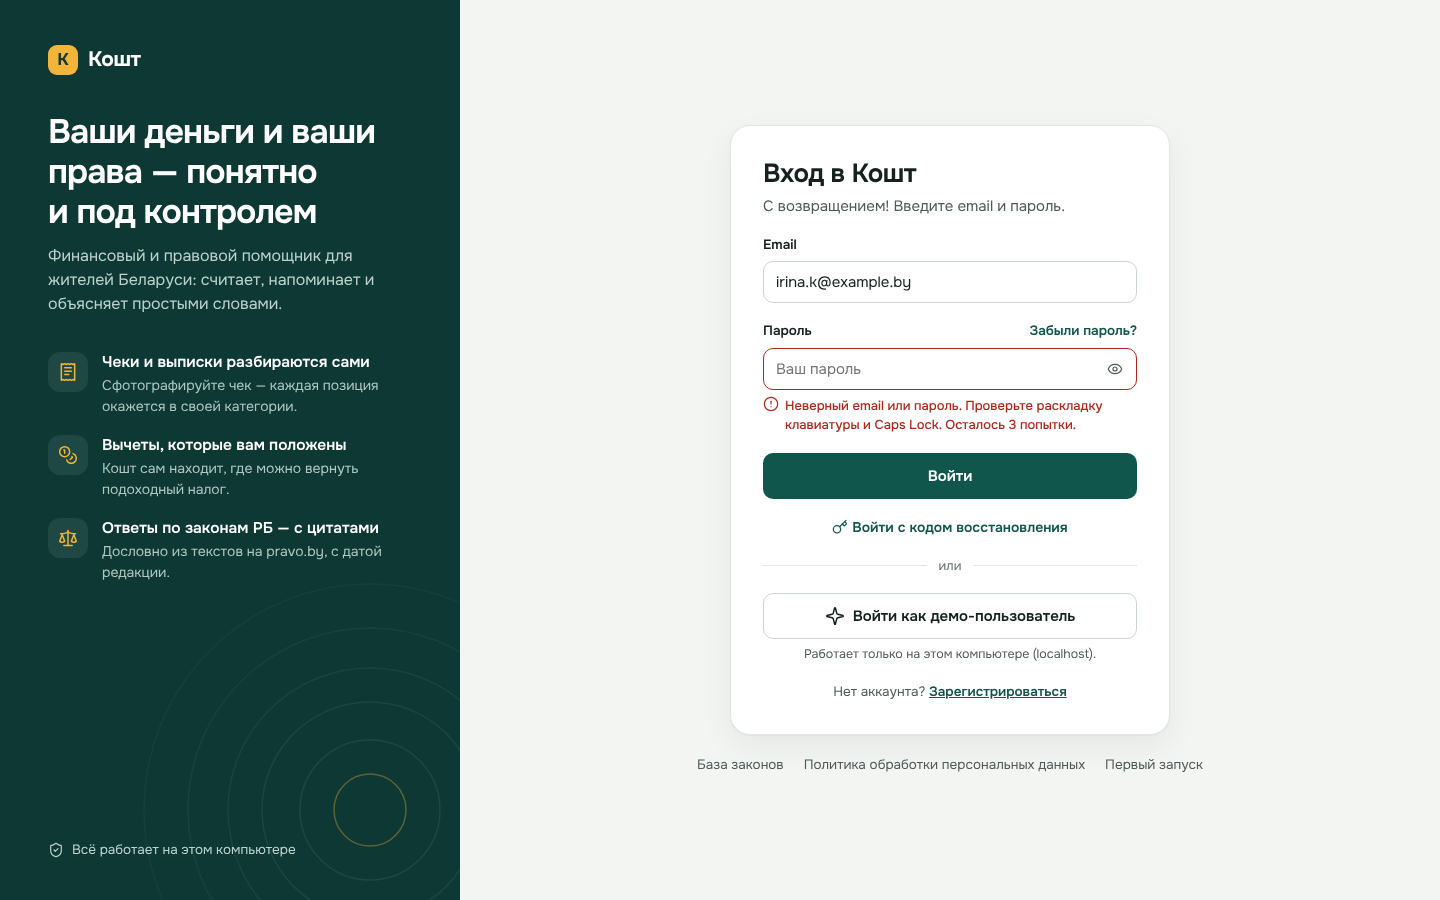 К Кошт
Ваши деньги и ваши
права — понятно
и под контролем
Финансовый и правовой помощник для
жителей Беларуси: считает, напоминает и
объясняет простыми словами.
Чеки и выписки разбираются сами
Сфотографируйте чек — каждая позиция
окажется в своей категории.
Вычеты, которые вам положены
Кошт сам находит, где можно вернуть
подоходный налог.
Ответы по законам РБ — с цитатами
Дословно из текстов на pravo.by, с датой
редакции.
Всё работает на этом компьютере
Вход в Кошт
С возвращением! Введите email и пароль.
Email
irina.k@example.by
Пароль Забыли пароль?
Ваш пароль
Неверный email или пароль. Проверьте раскладку
клавиатуры и Caps Lock. Осталось 3 попытки.
Войти
Войти с кодом восстановления
или
Войти как демо-пользователь
Работает только на этом компьютере (localhost).
Нет аккаунта? Зарегистрироваться
База законов Политика обработки персональных данных Первый запуск